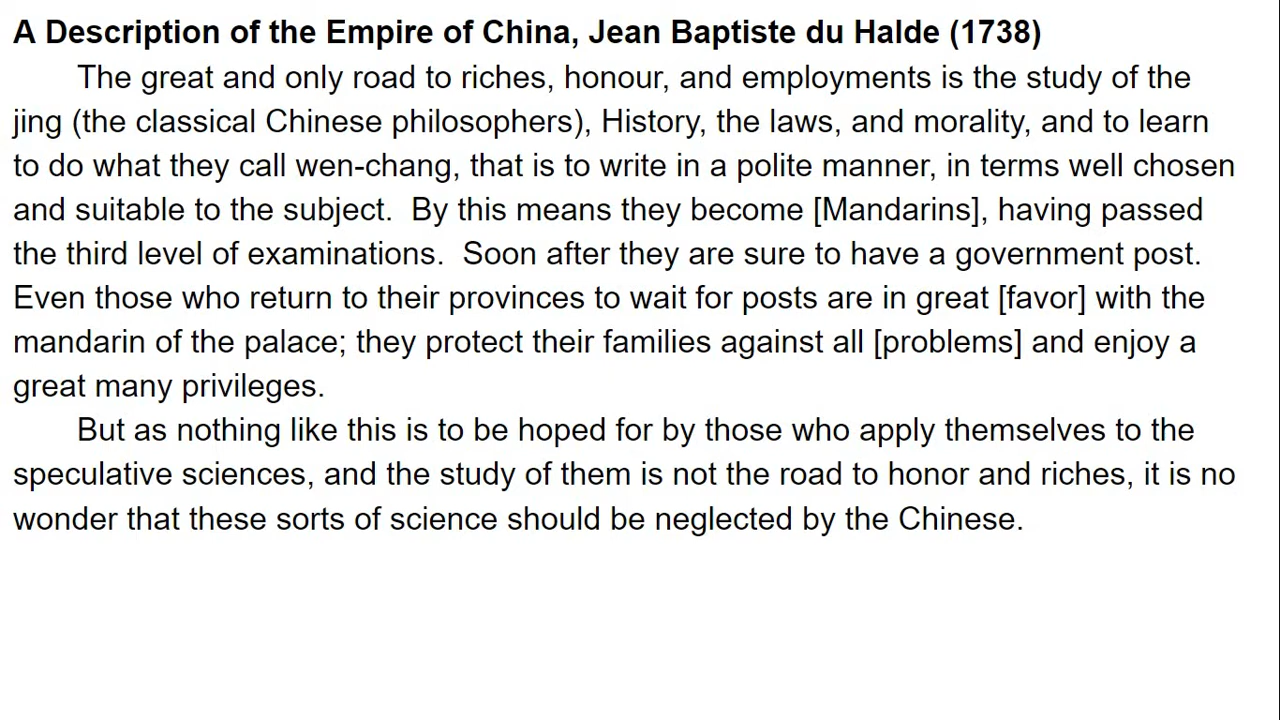 A Description of the Empire of China, Jean Baptiste du Halde (1738)
The great and only road to riches, honour, and employments is the study of the
jing (the classical Chinese philosophers), History, the laws, and morality, and to learn
to do what they call wen-chang, that is to write in a polite manner, in terms well chosen
and suitable to the subject.  By this means they become [Mandarins], having passed
the third level of examinations.  Soon after they are sure to have a government post.
Even those who return to their provinces to wait for posts are in great [favor] with the
mandarin of the palace; they protect their families against all [problems] and enjoy a
great many privileges.
But as nothing like this is to be hoped for by those who apply themselves to the
speculative sciences, and the study of them is not the road to honor and riches, it is no
wonder that these sorts of science should be neglected by the Chinese.